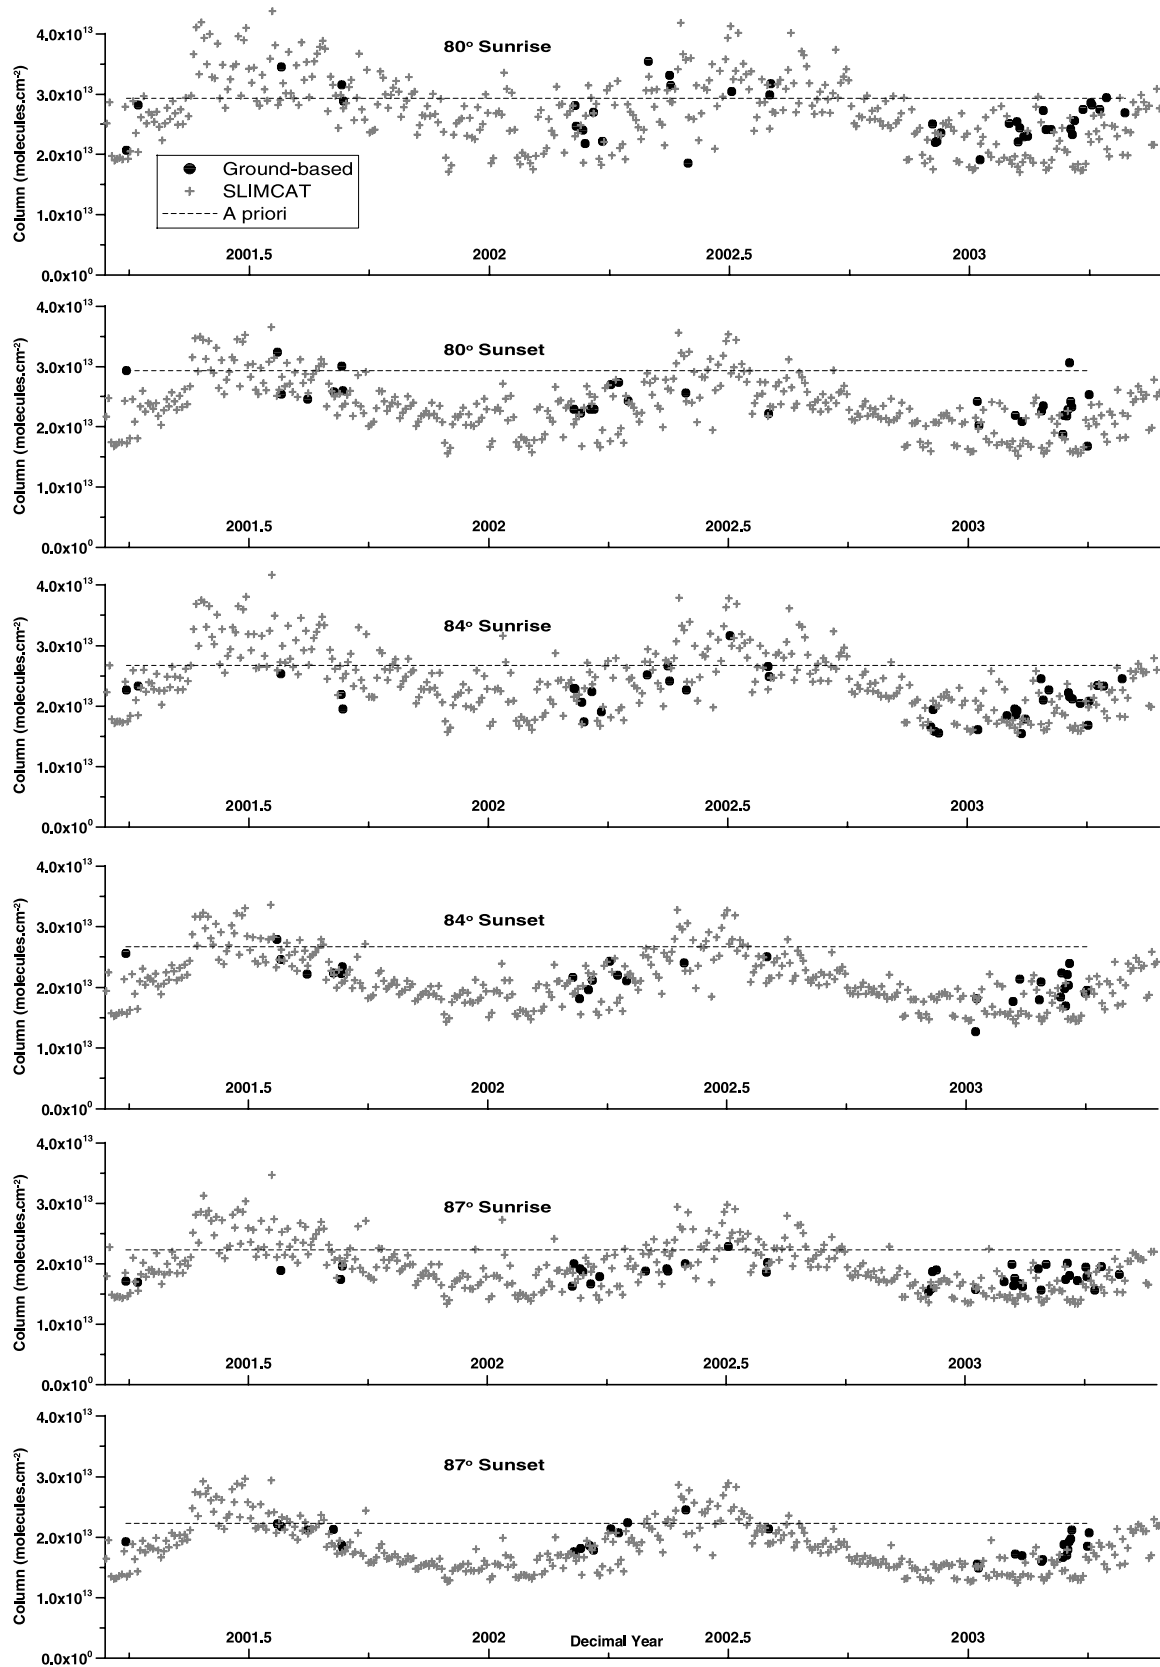 4.0x10¹³
3.0x10¹³
2.0x10¹³
1.0x10¹³
0.0x10⁰
Column (molecules.cm⁻²)
80º Sunrise
Ground-based
SLIMCAT
A priori
2001.5 2002 2002.5 2003
4.0x10¹³
3.0x10¹³
2.0x10¹³
1.0x10¹³
0.0x10⁰
Column (molecules.cm⁻²)
80º Sunset
2001.5 2002 2002.5 2003
4.0x10¹³
3.0x10¹³
2.0x10¹³
1.0x10¹³
0.0x10⁰
Column (molecules.cm⁻²)
84º Sunrise
2001.5 2002 2002.5 2003
4.0x10¹³
3.0x10¹³
2.0x10¹³
1.0x10¹³
0.0x10⁰
Column (molecules.cm⁻²)
84º Sunset
2001.5 2002 2002.5 2003
4.0x10¹³
3.0x10¹³
2.0x10¹³
1.0x10¹³
0.0x10⁰
Column (molecules.cm⁻²)
87º Sunrise
2001.5 2002 2002.5 2003
4.0x10¹³
3.0x10¹³
2.0x10¹³
1.0x10¹³
0.0x10⁰
Column (molecules.cm⁻²)
87º Sunset
2001.5 2002 2002.5 2003
Decimal Year